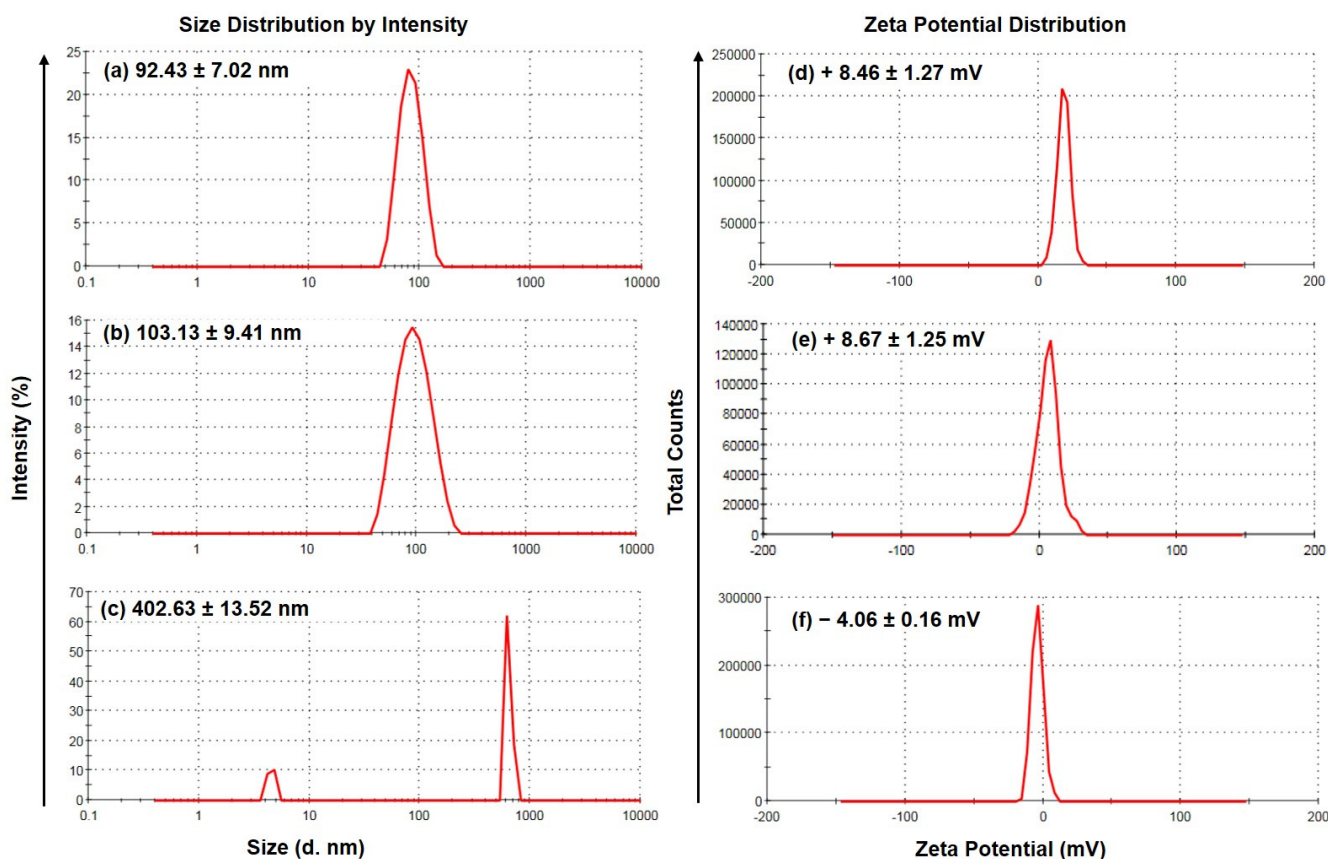 Size Distribution by Intensity
(a) 92.43 ± 7.02 nm
25
20
15
10
5
0
0.1 1 10 100 1000 10000
(b) 103.13 ± 9.41 nm
16
14
12
10
8
6
4
2
0
0.1 1 10 100 1000 10000
(c) 402.63 ± 13.52 nm
70
60
50
40
30
20
10
0
0.1 1 10 100 1000 10000
Intensity (%)
Size (d. nm)
Zeta Potential Distribution
(d) + 8.46 ± 1.27 mV
250000
200000
150000
100000
50000
0
-200 -100 0 100 200
(e) + 8.67 ± 1.25 mV
140000
120000
100000
80000
60000
40000
20000
0
-200 -100 0 100 200
(f) − 4.06 ± 0.16 mV
300000
200000
100000
0
-200 -100 0 100 200
Total Counts
Zeta Potential (mV)